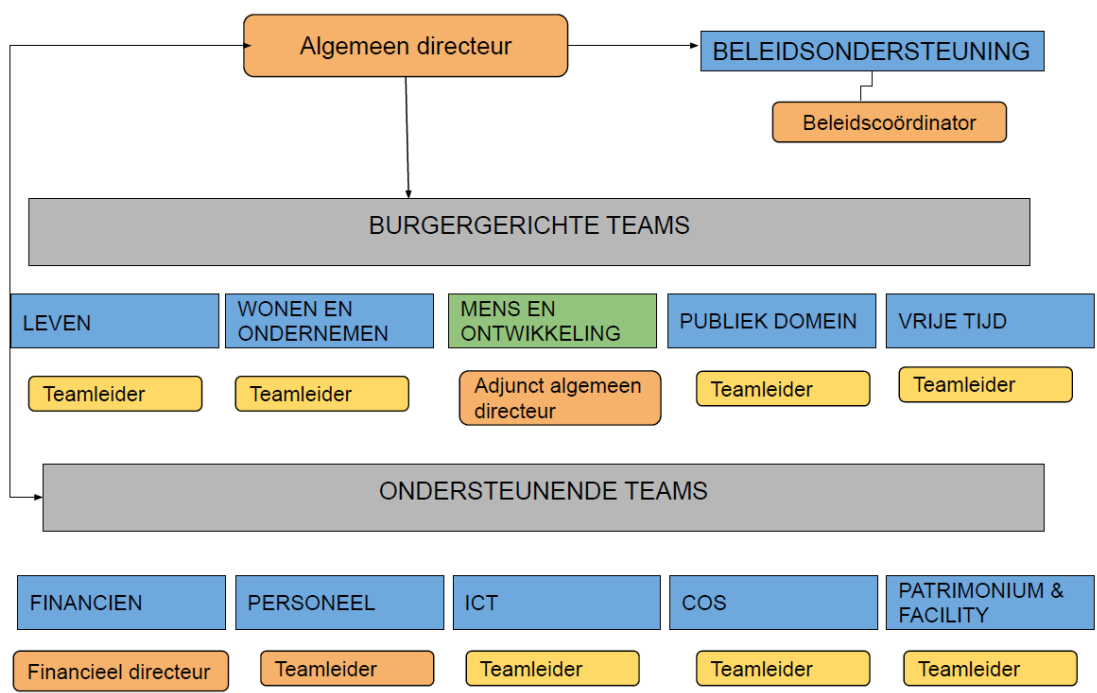 Algemeen directeur
BELEIDSONDERSTEUNING
Beleidscoördinator
BURGERGERICHTE TEAMS
LEVEN
WONEN EN
ONDERNEMEN
MENS EN
ONTWIKKELING
PUBLIEK DOMEIN
VRIJE TIJD
Teamleider
Teamleider
Adjunct algemeen
directeur
Teamleider
Teamleider
ONDERSTEUNENDE TEAMS
FINANCIEN
PERSONEEL
ICT
COS
PATRIMONIUM &
FACILITY
Financieel directeur
Teamleider
Teamleider
Teamleider
Teamleider